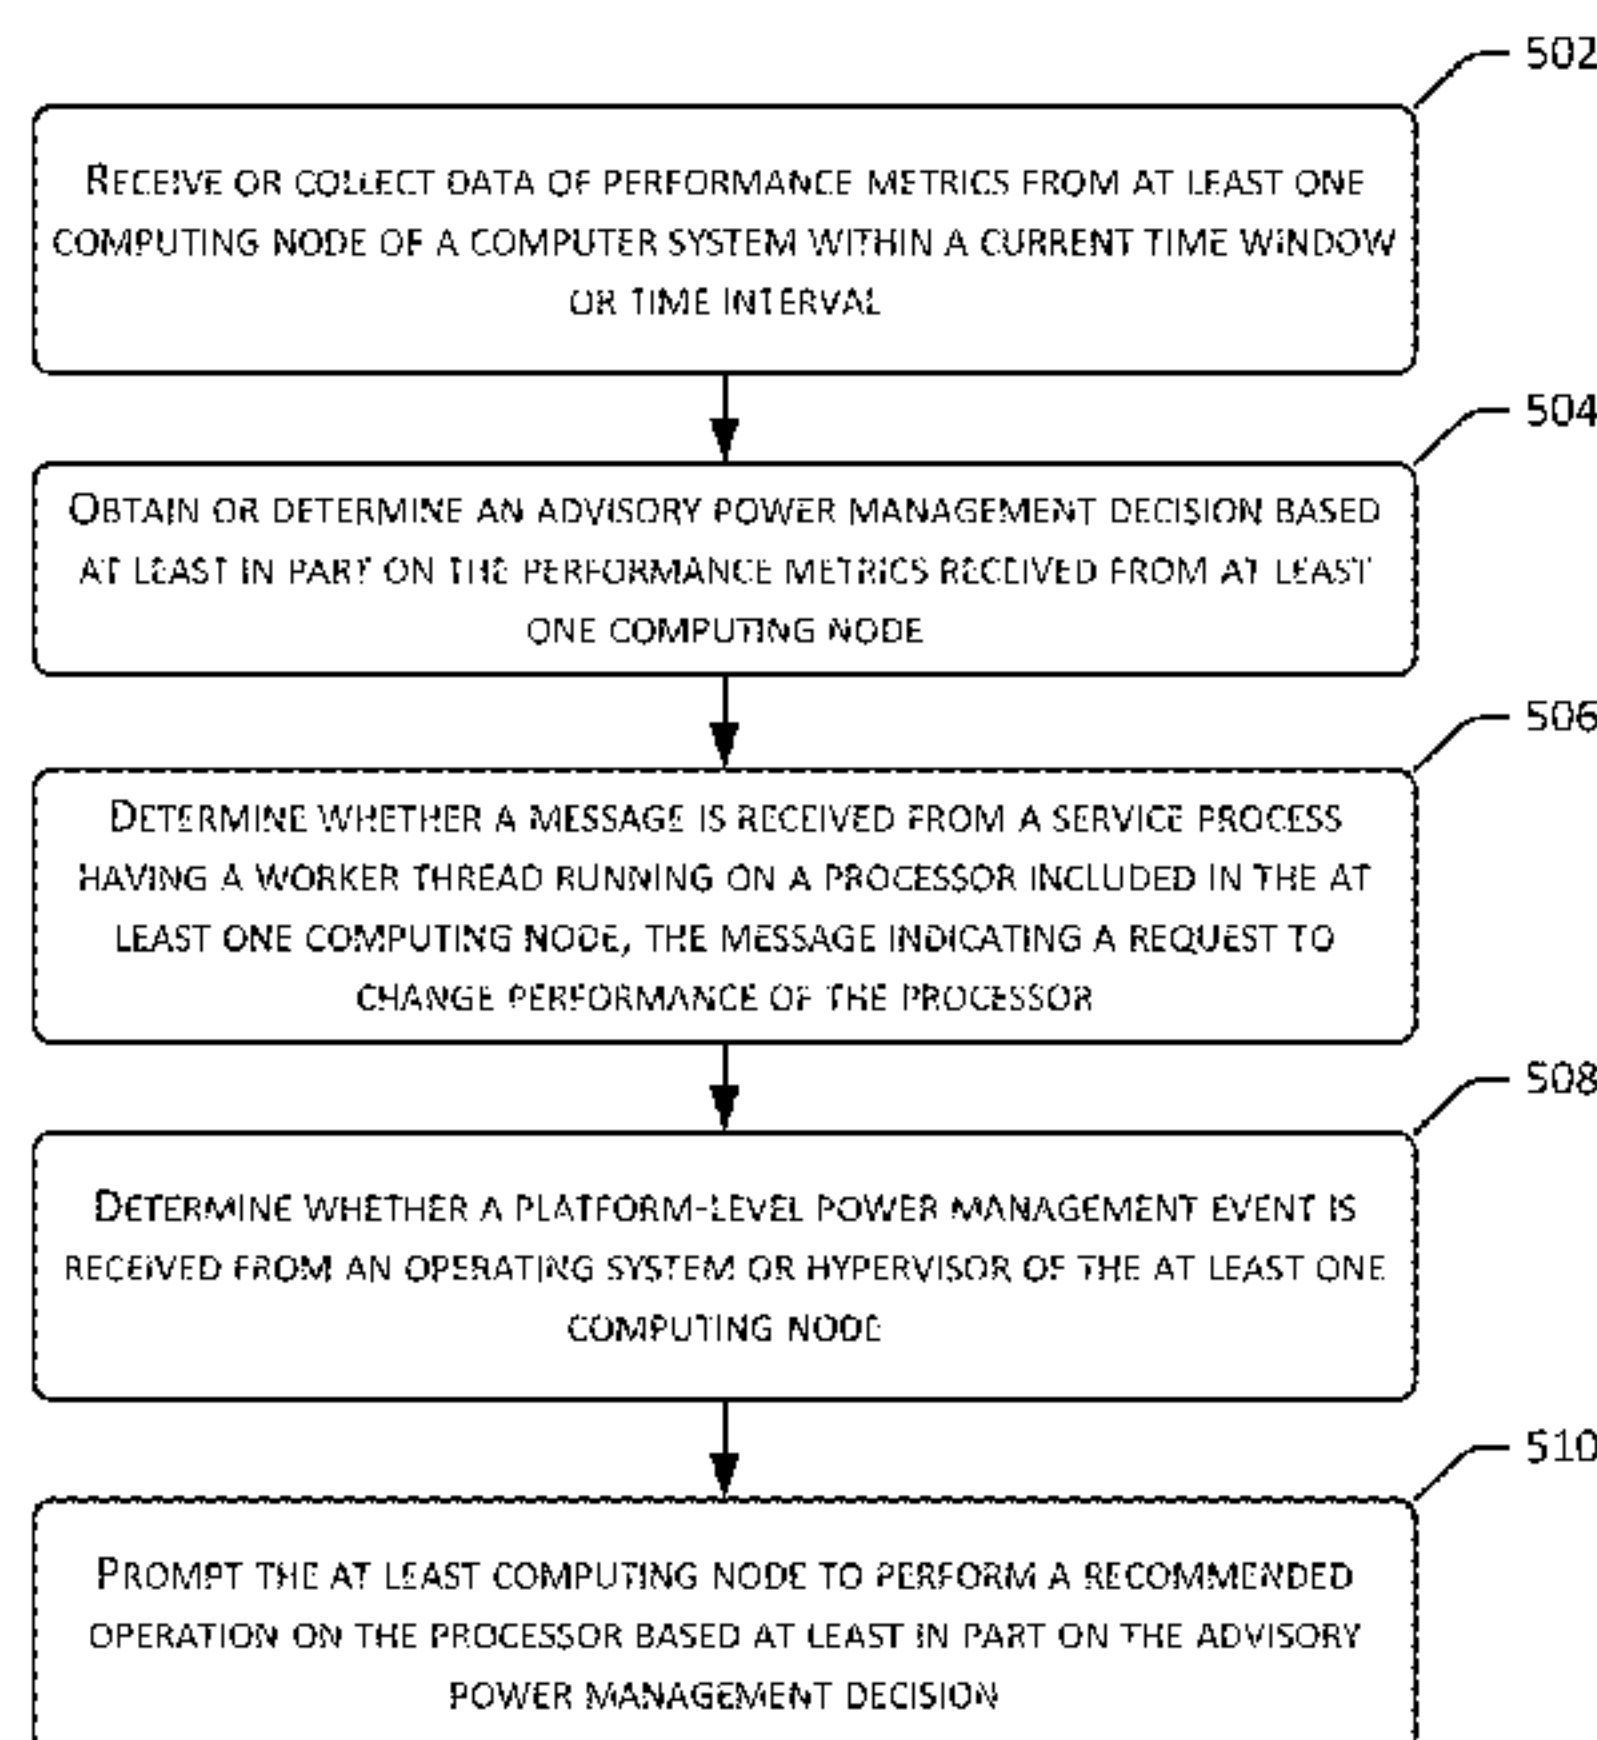 502
RECEIVE OR COLLECT DATA OF PERFORMANCE METRICS FROM AT LEAST ONE
COMPUTING NODE OF A COMPUTER SYSTEM WITHIN A CURRENT TIME WINDOW
OR TIME INTERVAL
504
OBTAIN OR DETERMINE AN ADVISORY POWER MANAGEMENT DECISION BASED
AT LEAST IN PART ON THE PERFORMANCE METRICS RECEIVED FROM AT LEAST
ONE COMPUTING NODE
506
DETERMINE WHETHER A MESSAGE IS RECEIVED FROM A SERVICE PROCESS
HAVING A WORKER THREAD RUNNING ON A PROCESSOR INCLUDED IN THE AT
LEAST ONE COMPUTING NODE, THE MESSAGE INDICATING A REQUEST TO
CHANGE PERFORMANCE OF THE PROCESSOR
508
DETERMINE WHETHER A PLATFORM-LEVEL POWER MANAGEMENT EVENT IS
RECEIVED FROM AN OPERATING SYSTEM OR HYPERVISOR OF THE AT LEAST ONE
COMPUTING NODE
510
PROMPT THE AT LEAST COMPUTING NODE TO PERFORM A RECOMMENDED
OPERATION ON THE PROCESSOR BASED AT LEAST IN PART ON THE ADVISORY
POWER MANAGEMENT DECISION